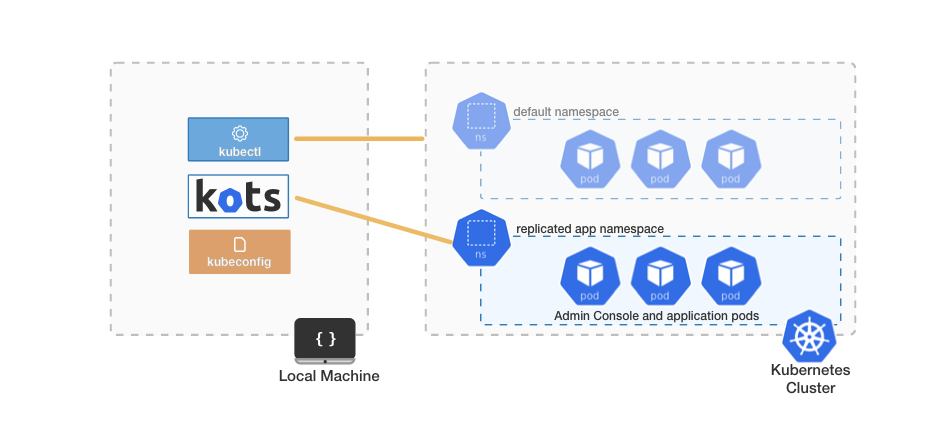 kubectl
kots
kubeconfig
{ }
Local Machine
default namespace
ns
pod
pod
pod
replicated app namespace
ns
pod
pod
pod
Admin Console and application pods
Kubernetes
Cluster